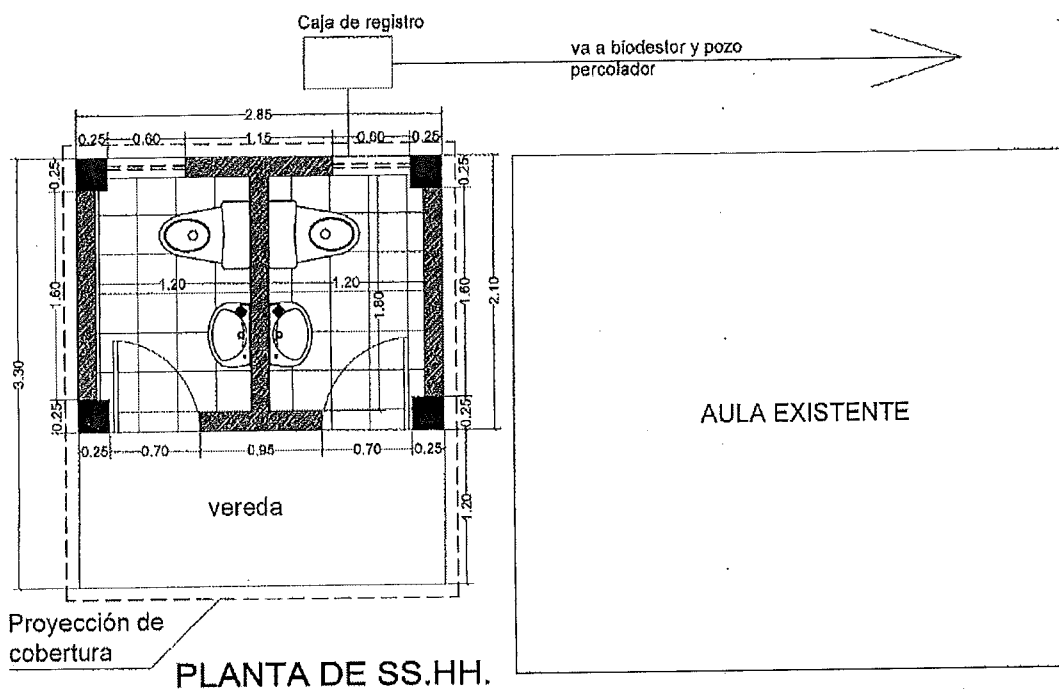 Caja de registro
va a biodestor y pozo
percolador
2.85
0.25 0.60 1.15 0.60 0.25
0.25
0.25
1.20
1.20
1.60
1.80
1.60
2.10
3.30
AULA EXISTENTE
0.25
0.25
0.25 0.70 0.95 0.70 0.25
vereda
1.20
Proyección de
cobertura
PLANTA DE SS.HH.